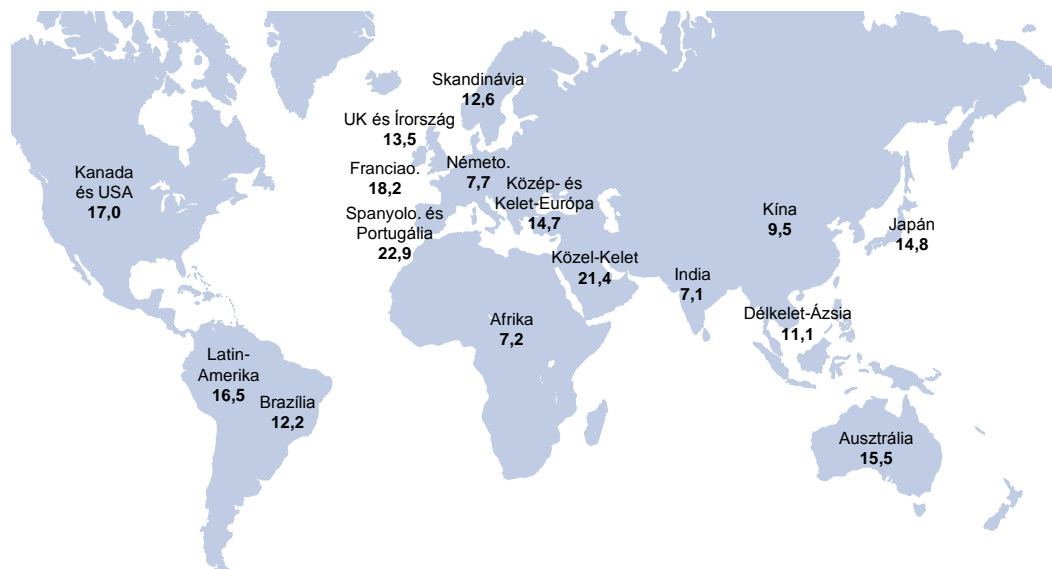 Skandinávia
12,6
UK és Írország
13,5
Franciao.
18,2
Németo.
7,7
Közép- és
Kelet-Európa
14,7
Spanyolo. és
Portugália
22,9
Kanada
és USA
17,0
Kína
9,5
Japán
14,8
Közel-Kelet
21,4
India
7,1
Délkelet-Ázsia
11,1
Afrika
7,2
Latin-
Amerika
16,5
Brazília
12,2
Ausztrália
15,5